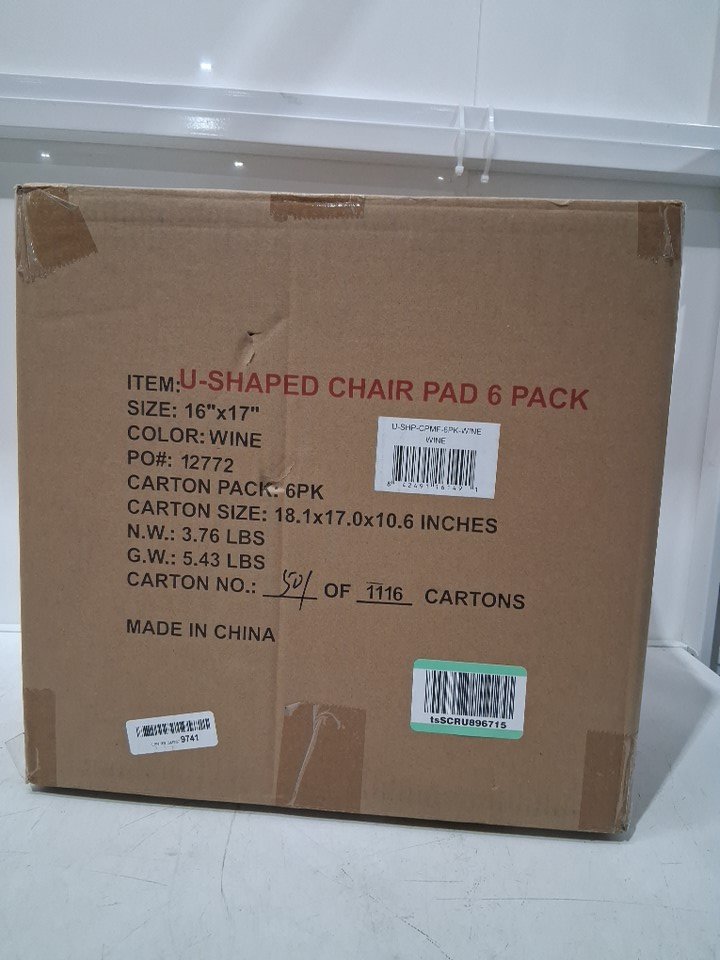 ITEM: U-SHAPED CHAIR PAD 6 PACK
SIZE: 16"x17"
COLOR: WINE
PO#: 12772
CARTON PACK: 6PK
CARTON SIZE: 18.1x17.0x10.6 INCHES
N.W.: 3.76 LBS
G.W.: 5.43 LBS
CARTON NO.: 501 OF 1116 CARTONS
MADE IN CHINA
U-SHP-CPMF-6PK-WINE
WINE
tsSCRU896715
9741